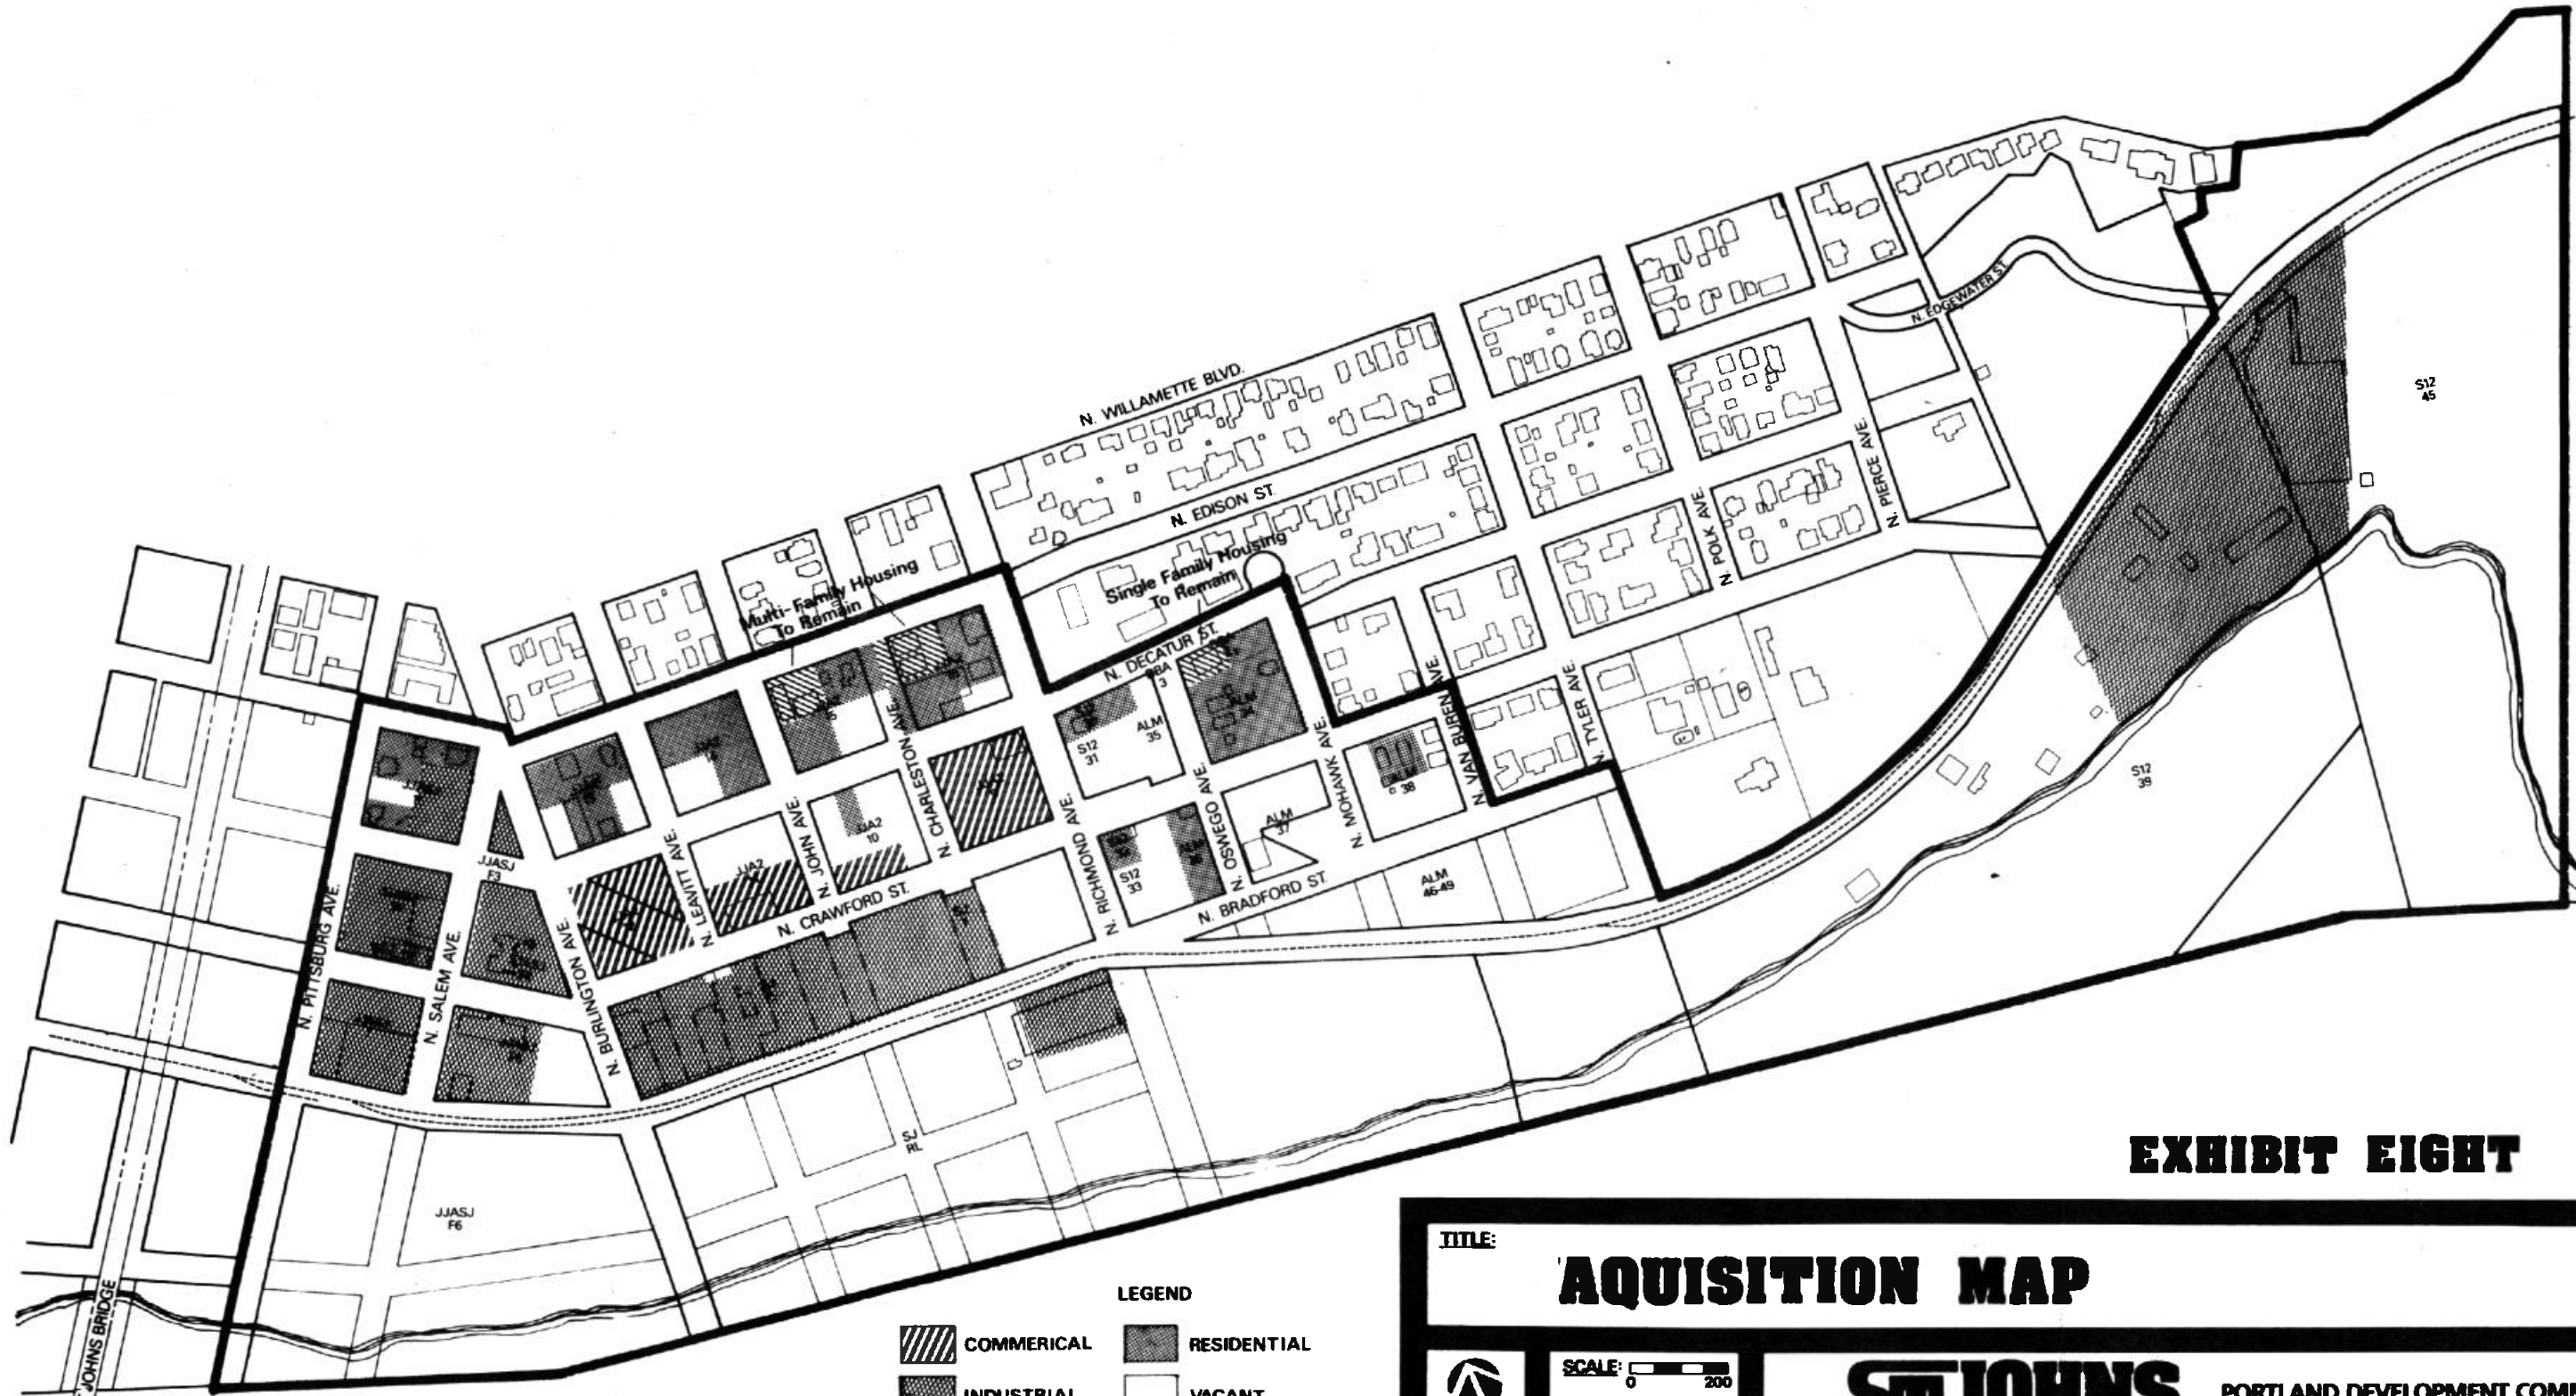 N. WILLAMETTE BLVD.
N. EDGEWATER ST.
N. EDISON ST.
Multi-Family Housing
To Remain
Single Family Housing
To Remain
N. DECATUR ST.
N. PIERCE AVE.
N. POLK AVE.
N. TYLER AVE.
N. VAN BUREN AVE.
N. MOHAWK AVE.
N. OSWEGO AVE.
N. RICHMOND AVE.
N. CHARLESTON AVE.
N. JOHN AVE.
N. LEAVITT AVE.
N. BURLINGTON AVE.
N. SALEM AVE.
N. PITTSBURG AVE.
N. CRAWFORD ST.
N. BRADFORD ST.
S12
45
S12
39
S12
31
ALM
35
S12
33
ALM
37
ALM
38
ALM
46-49
JJA2
10
JJASJ
F3
JJASJ
F6
SJ
RL
JOHNS BRIDGE
EXHIBIT EIGHT
TITLE:
AQUISITION MAP
LEGEND
COMMERICAL
RESIDENTIAL
INDUSTRIAL
VACANT
SCALE:
0 200
ST JOHNS